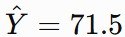 Ŷ = 71.5